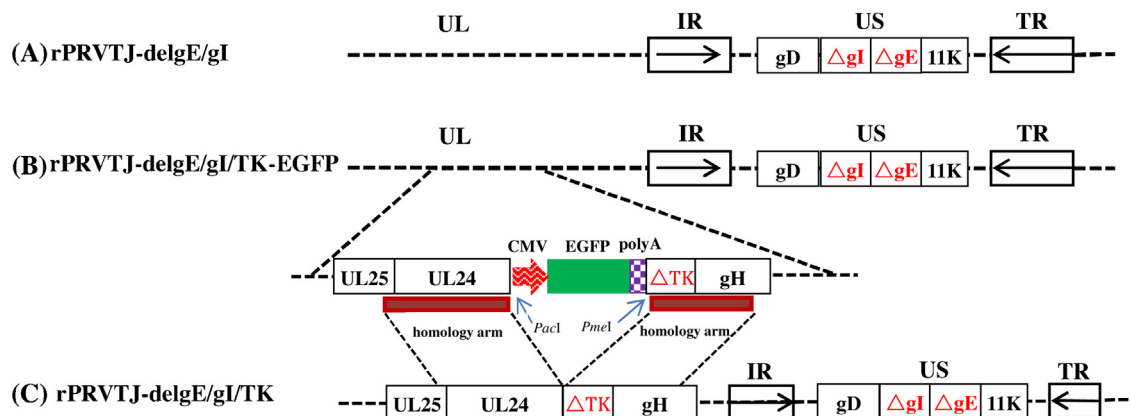 UL IR US TR
(A) rPRVTJ-delgE/gI
gD △gI △gE 11K
UL IR US TR
(B) rPRVTJ-delgE/gI/TK-EGFP
gD △gI △gE 11K
CMV EGFP polyA
UL25 UL24 △TK gH
homology arm PacI PmeI homology arm
IR US TR
(C) rPRVTJ-delgE/gI/TK
UL25 UL24 △TK gH gD △gI △gE 11K